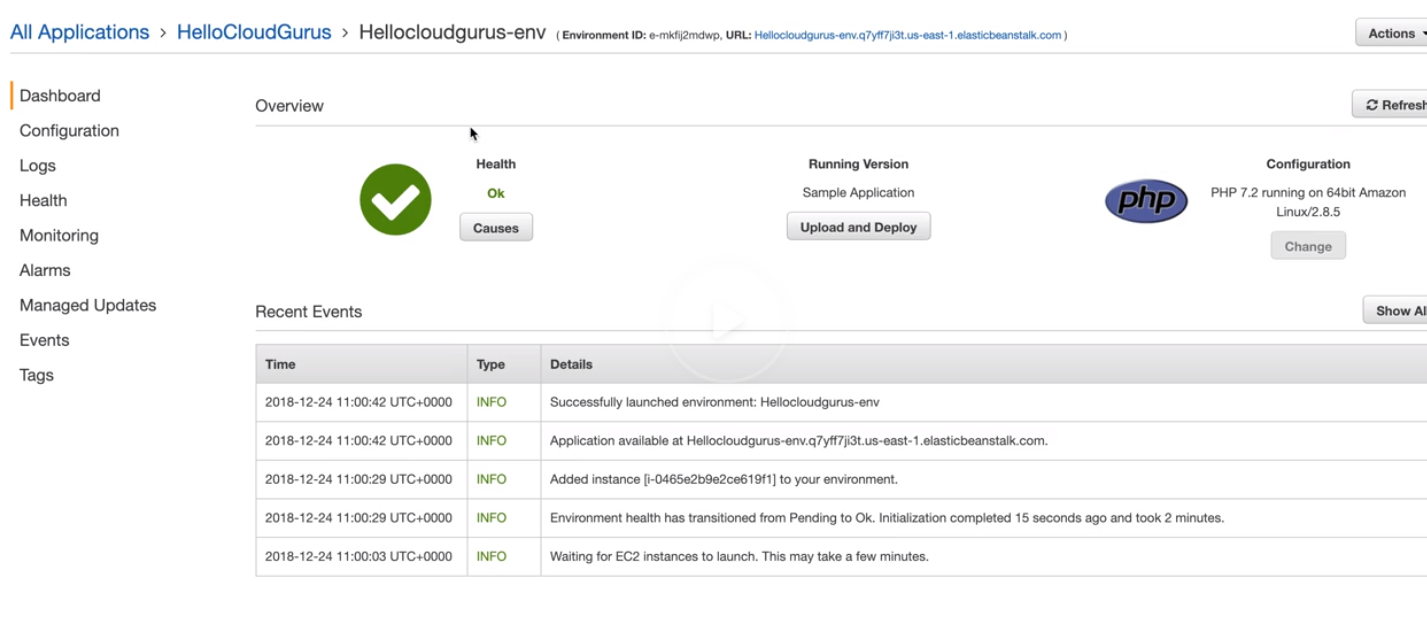 All Applications > HelloCloudGurus > Hellocloudgurus-env ( Environment ID: e-mkfij2mdwp, URL: Hellocloudgurus-env.q7yff7ji3t.us-east-1.elasticbeanstalk.com )
Actions
Dashboard
Configuration
Logs
Health
Monitoring
Alarms
Managed Updates
Events
Tags
Overview
Refresh
Health
Ok
Causes
Running Version
Sample Application
Upload and Deploy
php
Configuration
PHP 7.2 running on 64bit Amazon
Linux/2.8.5
Change
Recent Events
Show Al
Time Type Details
2018-12-24 11:00:42 UTC+0000 INFO Successfully launched environment: Hellocloudgurus-env
2018-12-24 11:00:42 UTC+0000 INFO Application available at Hellocloudgurus-env.q7yff7ji3t.us-east-1.elasticbeanstalk.com.
2018-12-24 11:00:29 UTC+0000 INFO Added instance [i-0465e2b9e2ce619f1] to your environment.
2018-12-24 11:00:29 UTC+0000 INFO Environment health has transitioned from Pending to Ok. Initialization completed 15 seconds ago and took 2 minutes.
2018-12-24 11:00:03 UTC+0000 INFO Waiting for EC2 instances to launch. This may take a few minutes.